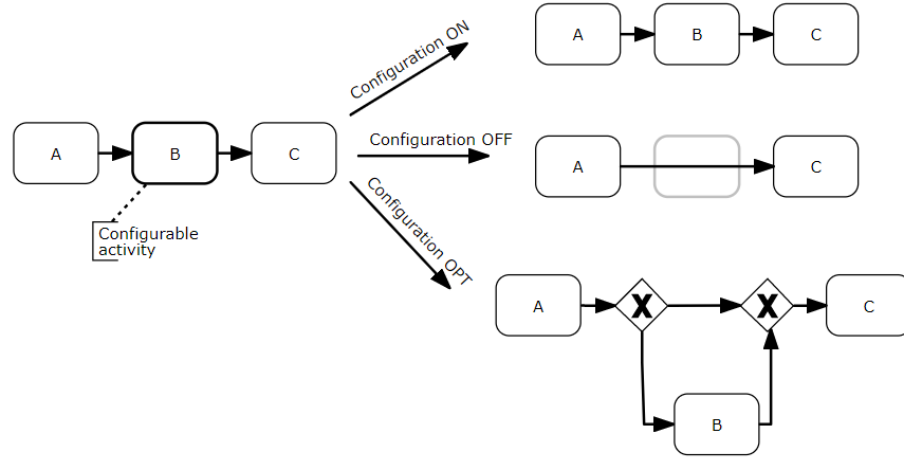 A
B
C
Configurable
activity
Configuration ON
A
B
C
Configuration OFF
A
C
Configuration OPT
A
X
X
C
B